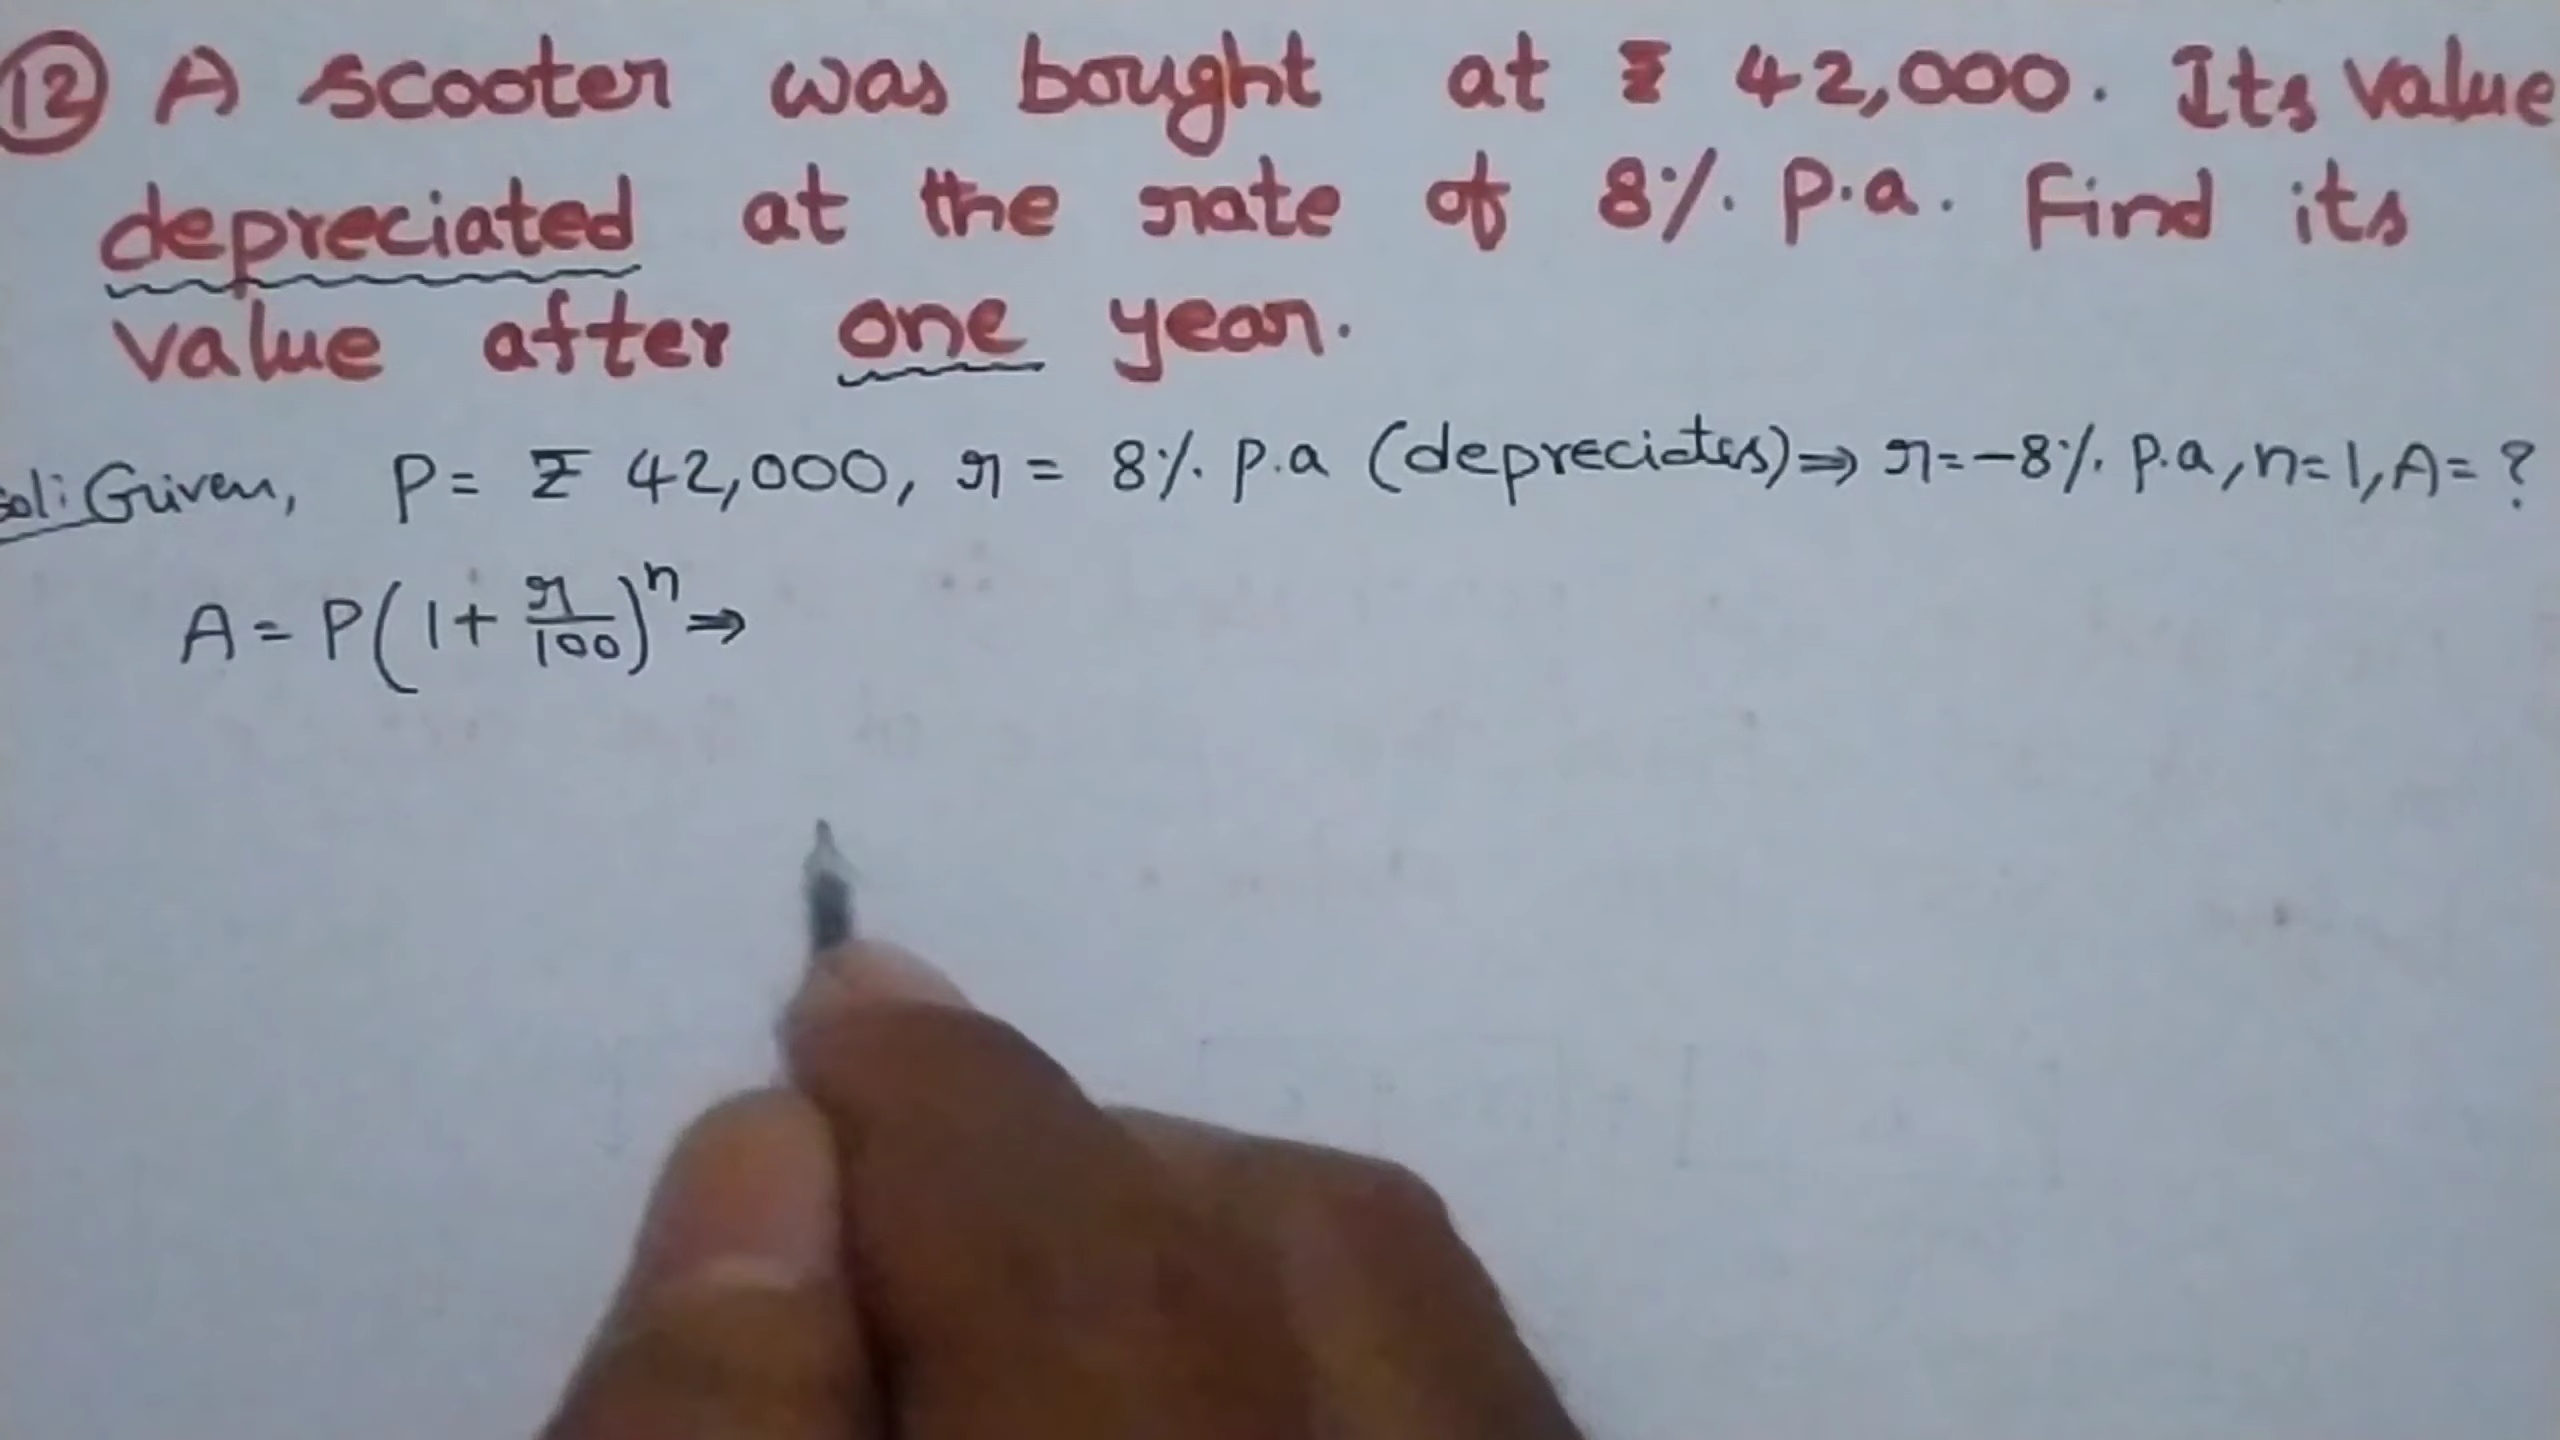 12 A scooter was bought at ₹ 42,000. Its value
depreciated at the rate of 8% p.a. Find its
value after one year.
Sol: Given, P = ₹ 42,000, r = 8% p.a (depreciates) ⇒ r = -8% p.a, n = 1, A = ?
A = P(1 + r/100)^n ⇒